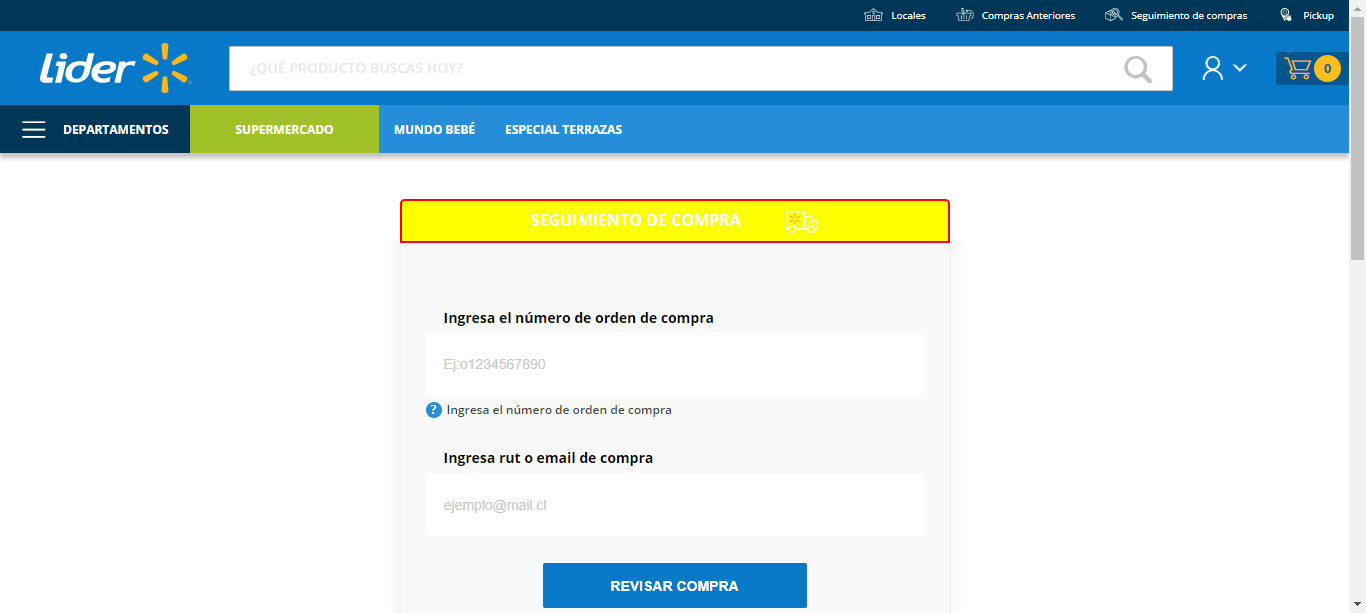 Locales Compras Anteriores Seguimiento de compras Pickup
Lider ¿QUÉ PRODUCTO BUSCAS HOY? 0
DEPARTAMENTOS SUPERMERCADO MUNDO BEBÉ ESPECIAL TERRAZAS
SEGUIMIENTO DE COMPRA
Ingresa el número de orden de compra
Ej:o1234567890
? Ingresa el número de orden de compra
Ingresa rut o email de compra
ejemplo@mail.cl
REVISAR COMPRA